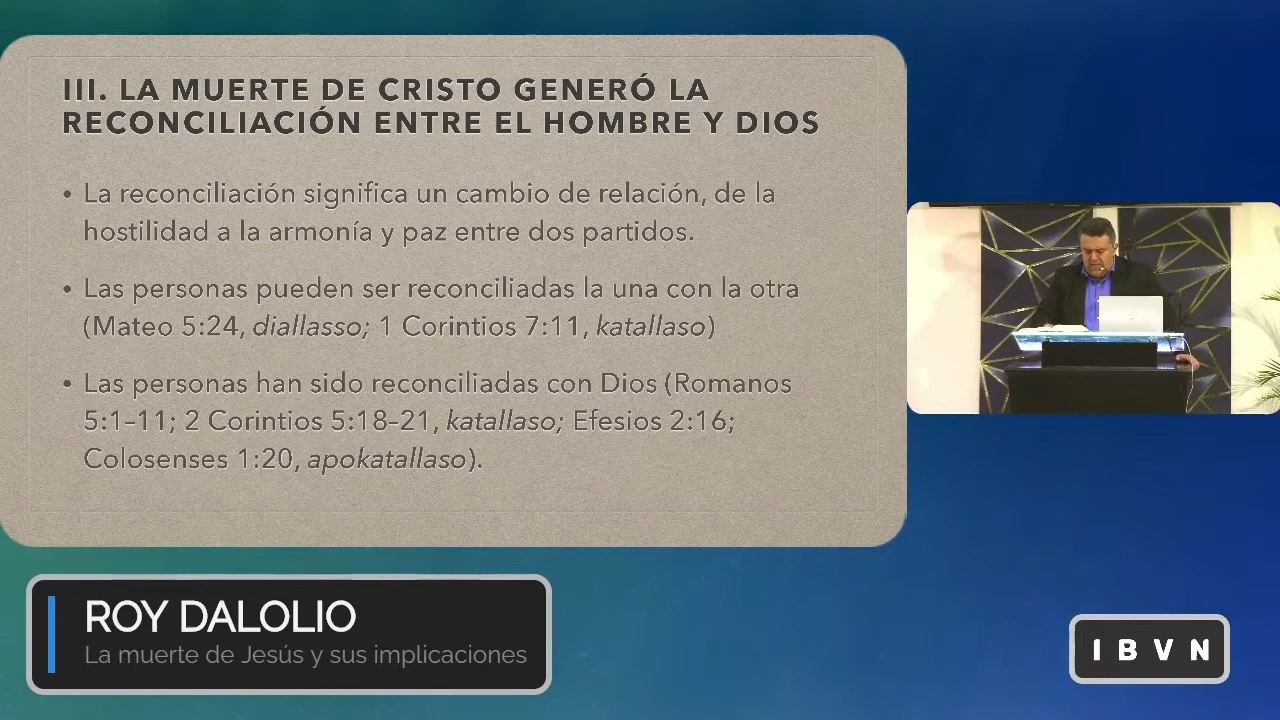 III. LA MUERTE DE CRISTO GENERÓ LA
RECONCILIACIÓN ENTRE EL HOMBRE Y DIOS
• La reconciliación significa un cambio de relación, de la
hostilidad a la armonía y paz entre dos partidos.
• Las personas pueden ser reconciliadas la una con la otra
(Mateo 5:24, diallasso; 1 Corintios 7:11, katallaso)
• Las personas han sido reconciliadas con Dios (Romanos
5:1–11; 2 Corintios 5:18–21, katallaso; Efesios 2:16;
Colosenses 1:20, apokatallaso).
ROY DALOLIO
La muerte de Jesús y sus implicaciones
IBVN